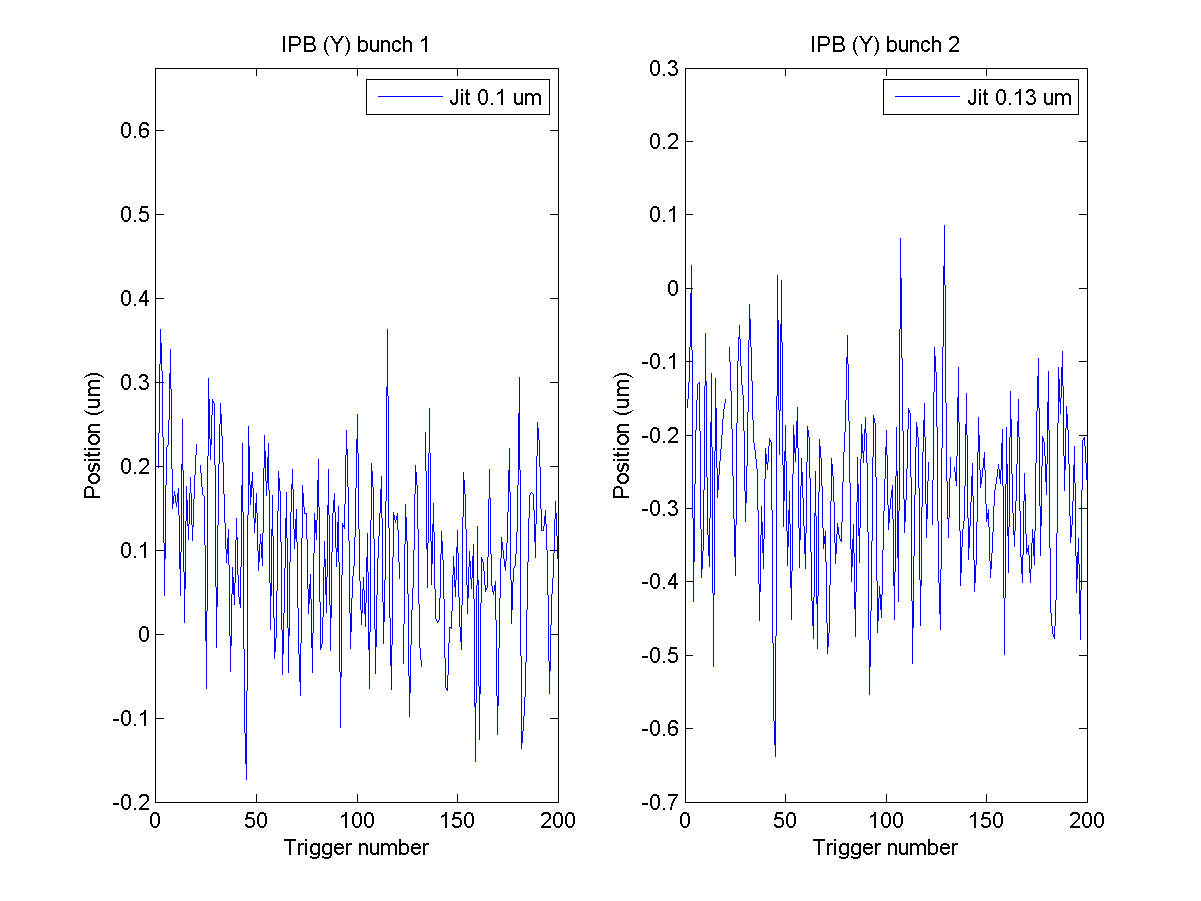 IPB (Y) bunch 1
Jit 0.1 um
0.6
0.5
0.4
0.3
0.2
0.1
0
-0.1
-0.2
Position (um)
0 50 100 150 200
Trigger number
IPB (Y) bunch 2
Jit 0.13 um
0.3
0.2
0.1
0
-0.1
-0.2
-0.3
-0.4
-0.5
-0.6
-0.7
Position (um)
0 50 100 150 200
Trigger number